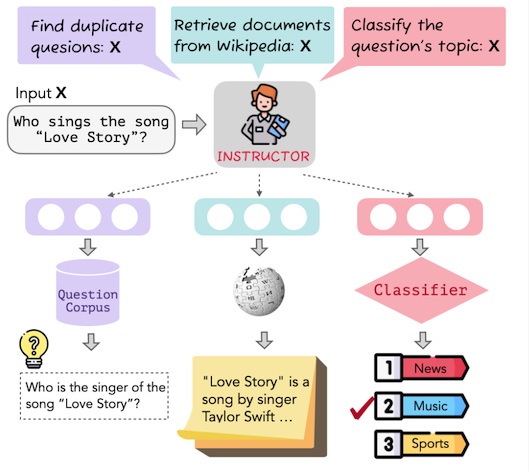 Find duplicate
quesions: X
Retrieve documents
from Wikipedia: X
Classify the
question's topic: X
Input X
Who sings the song
"Love Story"?
INSTRUCTOR
Question
Corpus
Classifier
?
Who is the singer of the
song "Love Story"?
"Love Story" is a
song by singer
Taylor Swift ...
1 News
2 Music
3 Sports